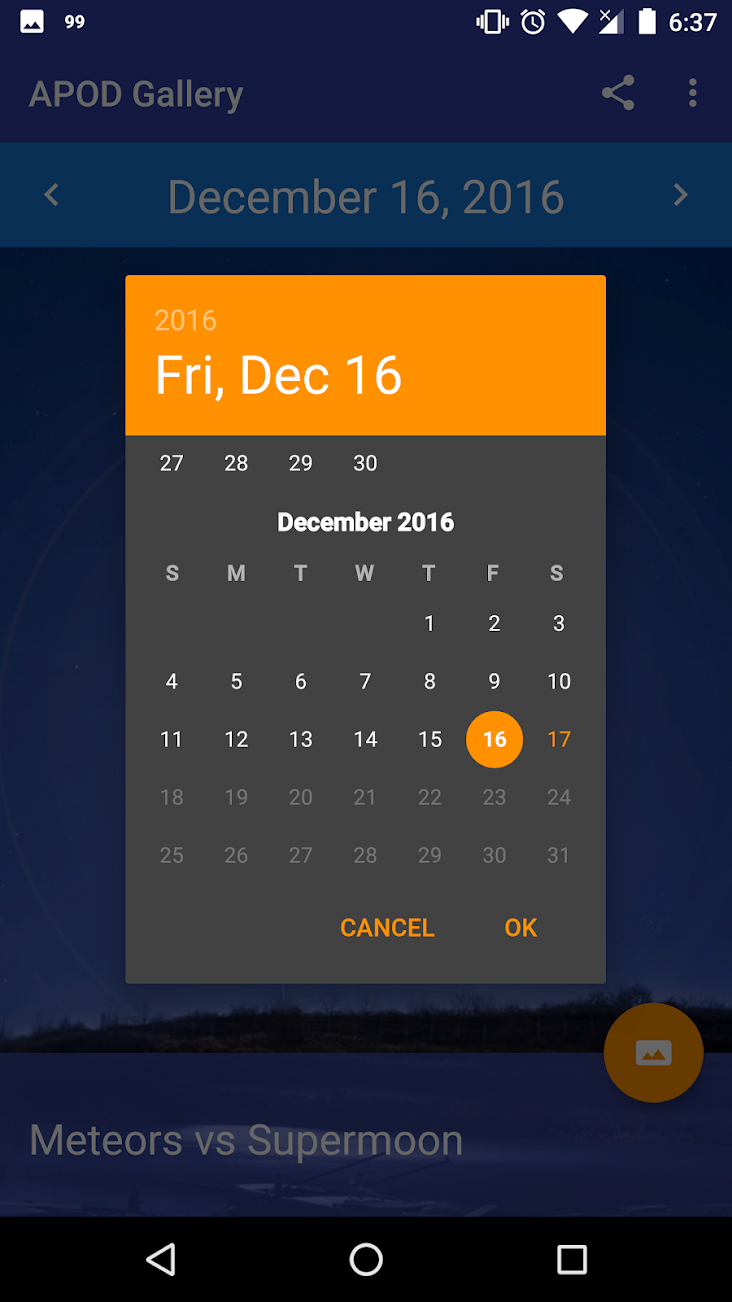 99 6:37
APOD Gallery
December 16, 2016
2016
Fri, Dec 16
27 28 29 30
December 2016
S M T W T F S
1 2 3
4 5 6 7 8 9 10
11 12 13 14 15 16 17
18 19 20 21 22 23 24
25 26 27 28 29 30 31
CANCEL OK
Meteors vs Supermoon